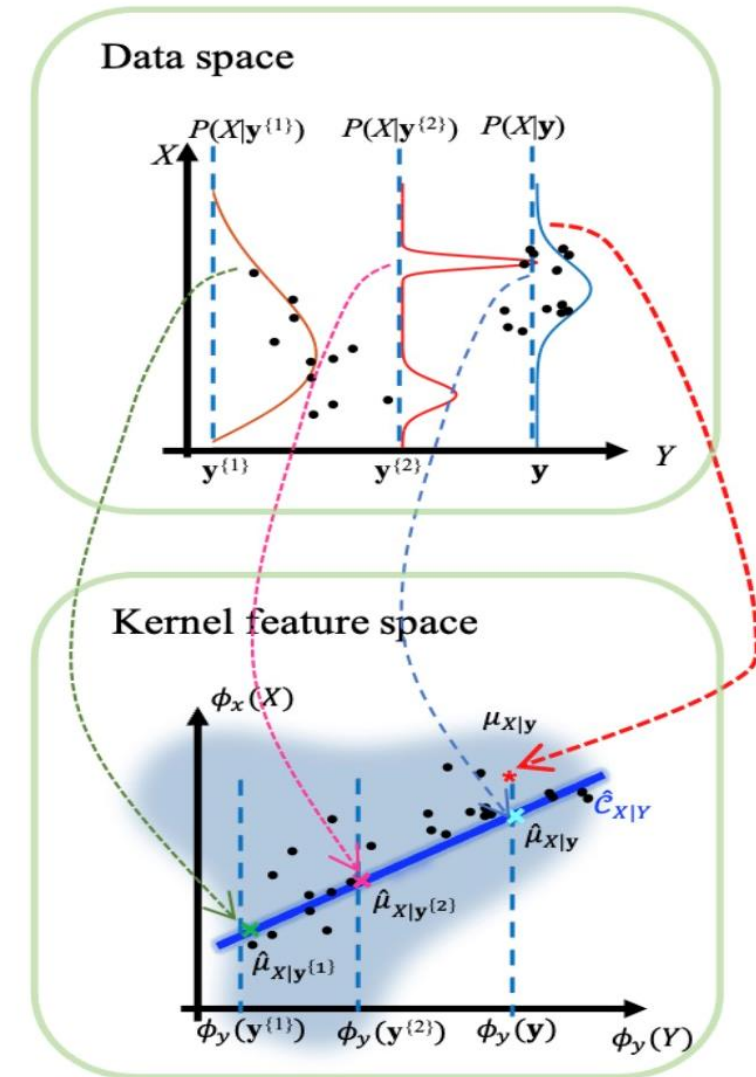 Data space
P(X|𝐲^{1}) P(X|𝐲^{2}) P(X|𝐲)
X
𝐲^{1} 𝐲^{2} 𝐲 Y
Kernel feature space
ϕ_x(X)
μ_{X|𝐲}
Ĉ_{X|Y}
μ̂_{X|𝐲}
μ̂_{X|𝐲^{2}}
μ̂_{X|𝐲^{1}}
ϕ_y(𝐲^{1}) ϕ_y(𝐲^{2}) ϕ_y(𝐲) ϕ_y(Y)